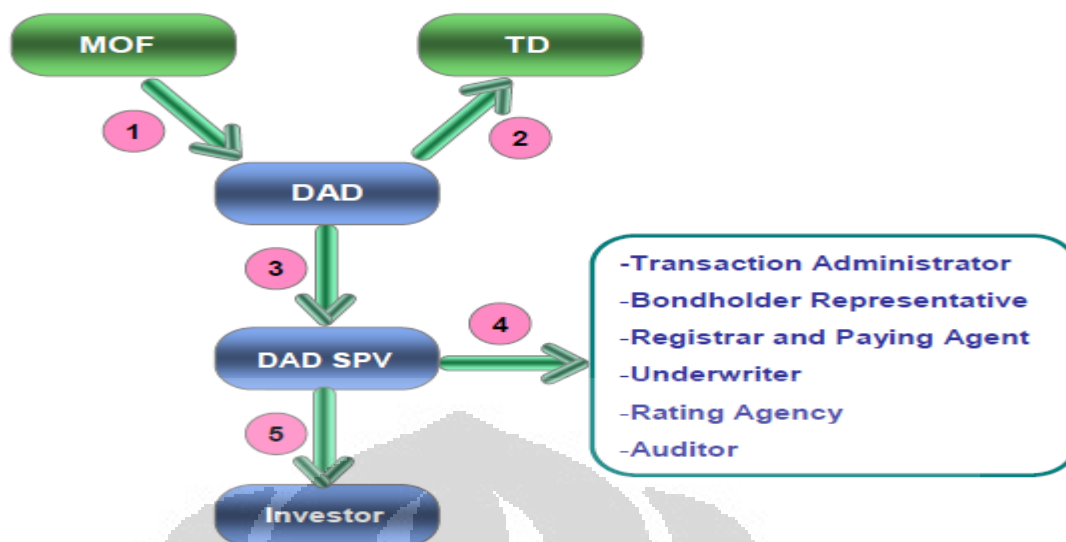 MOF
TD
1
2
DAD
3
-Transaction Administrator
-Bondholder Representative
4
-Registrar and Paying Agent
DAD SPV
-Underwriter
-Rating Agency
5
-Auditor
Investor